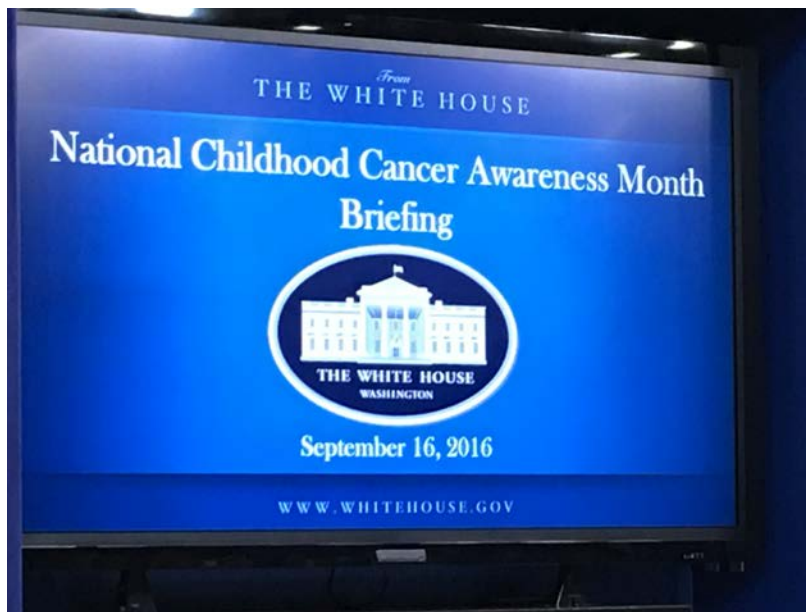 From
THE WHITE HOUSE
National Childhood Cancer Awareness Month
Briefing
THE WHITE HOUSE
WASHINGTON
September 16, 2016
WWW.WHITEHOUSE.GOV